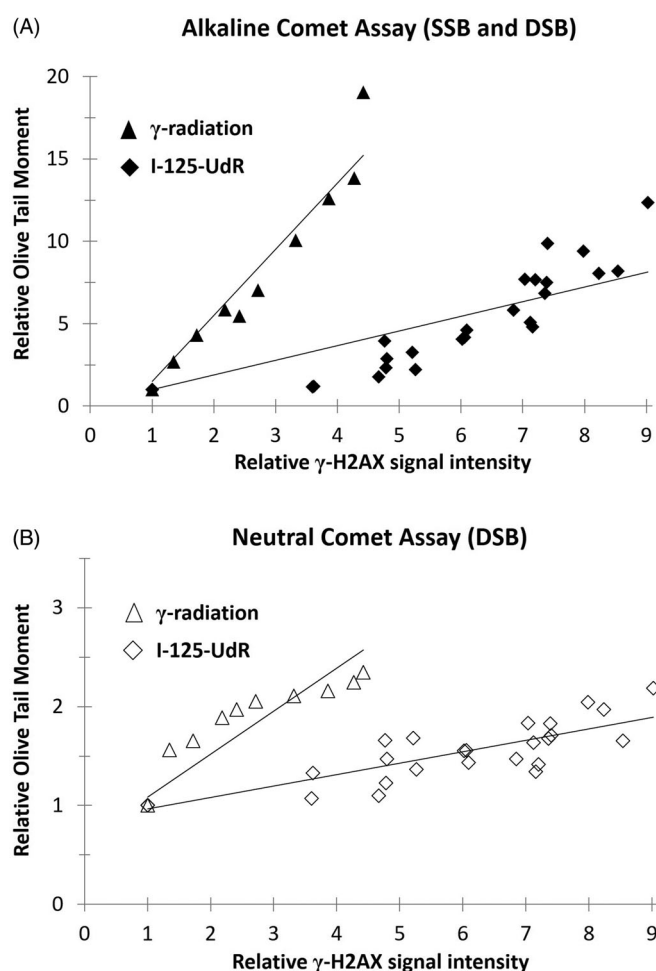 (A)
Alkaline Comet Assay (SSB and DSB)
Relative Olive Tail Moment
20
15
10
5
0
γ-radiation
I-125-UdR
0 1 2 3 4 5 6 7 8 9
Relative γ-H2AX signal intensity
(B)
Neutral Comet Assay (DSB)
Relative Olive Tail Moment
3
2
1
0
γ-radiation
I-125-UdR
0 1 2 3 4 5 6 7 8 9
Relative γ-H2AX signal intensity